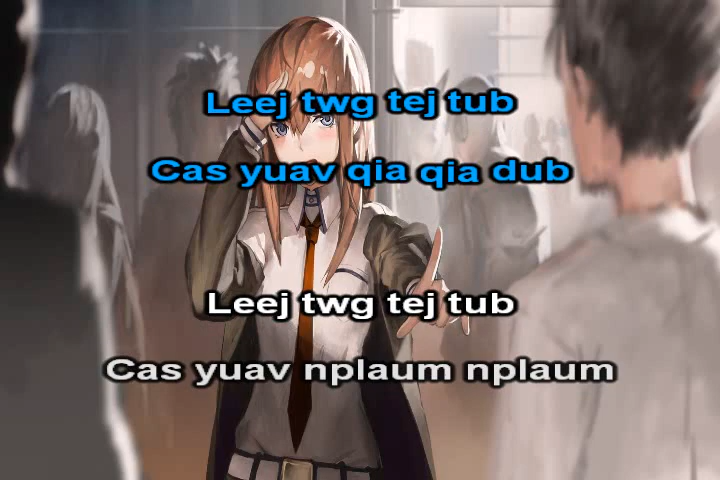 Leej twg tej tub
Cas yuav qia qia dub
Leej twg tej tub
Cas yuav nplaum nplaum